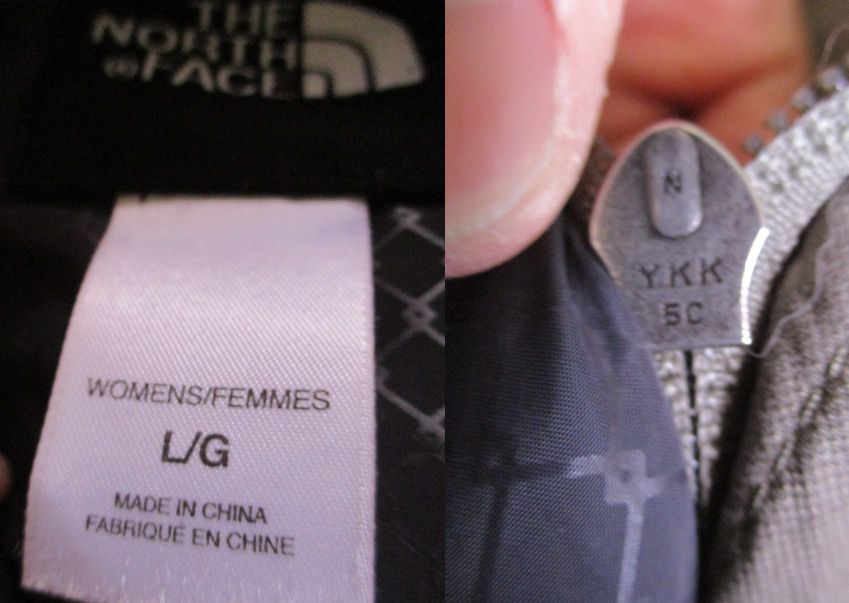 THE
NORTH
FACE
WOMENS/FEMMES
L/G
MADE IN CHINA
FABRIQUÉ EN CHINE
N
YKK
5C